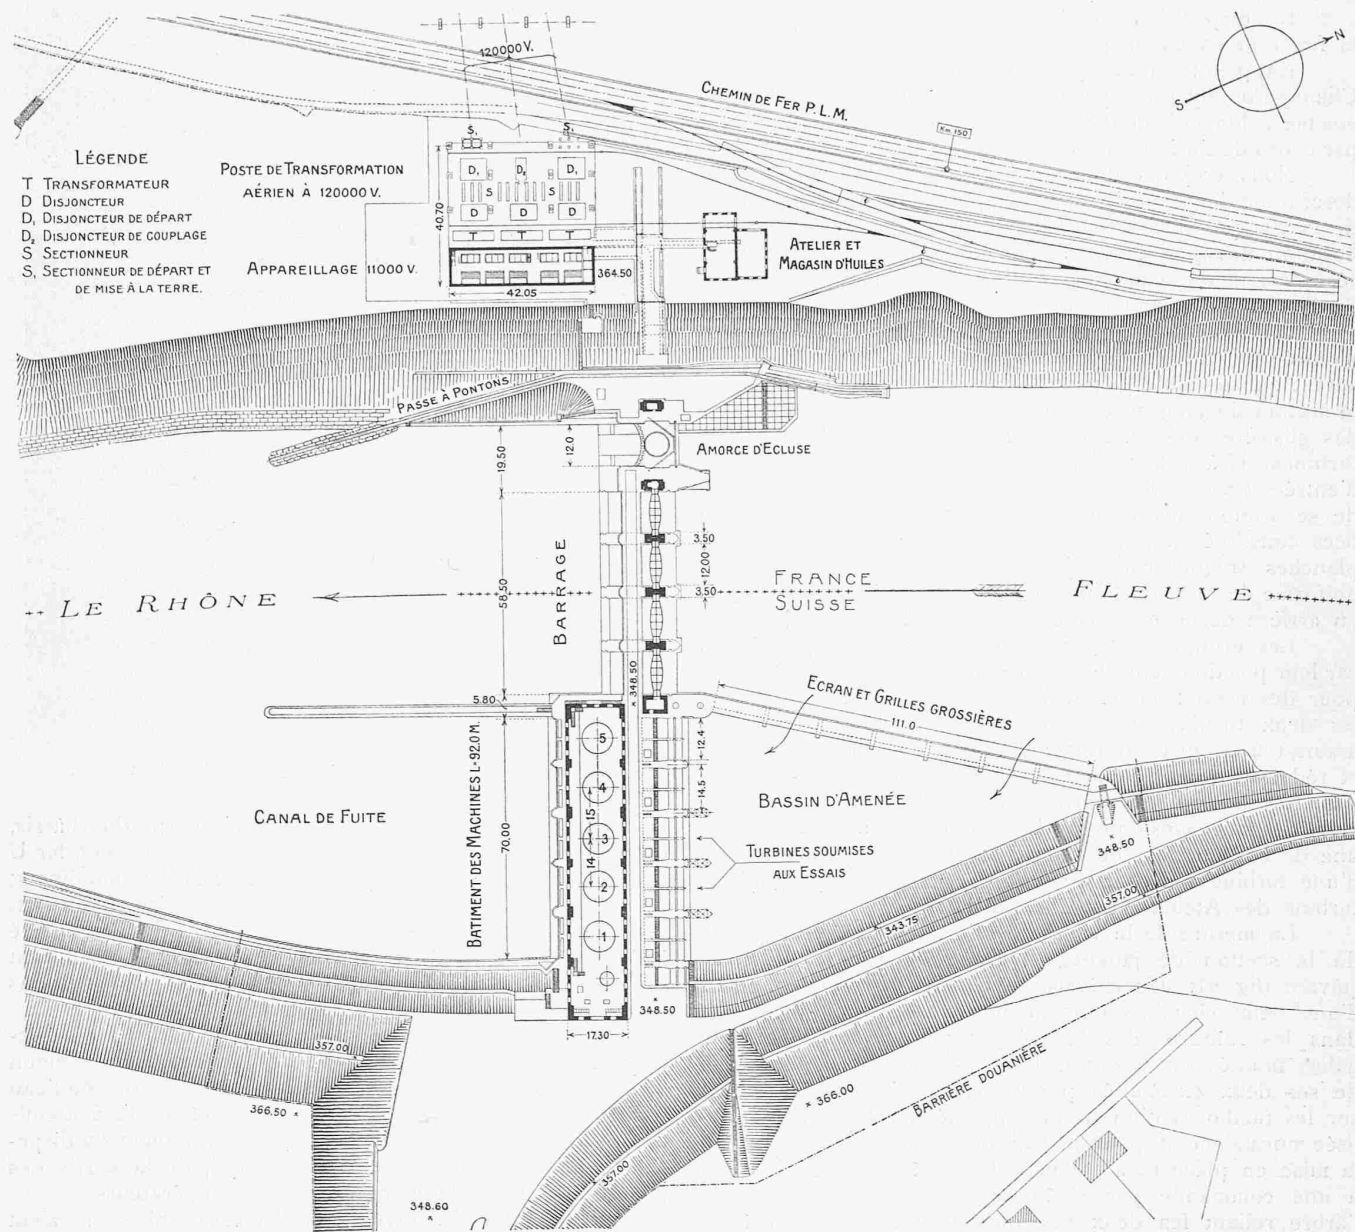 N
S
120000 V.
CHEMIN DE FER P.L.M.
Km 150
LÉGENDE
T TRANSFORMATEUR
D DISJONCTEUR
D₁ DISJONCTEUR DE DÉPART
D₂ DISJONCTEUR DE COUPLAGE
S SECTIONNEUR
S₁ SECTIONNEUR DE DÉPART ET
DE MISE À LA TERRE.
POSTE DE TRANSFORMATION
AÉRIEN À 120000 V.
APPAREILLAGE 11000 V.
S₁ S₁
D₁ D₂ D₁
S S
D D D
T T T
40.70
42.05
364.50
ATELIER ET
MAGASIN D'HUILES
PASSE À PONTONS
AMORCE D'ECLUSE
19.50
12.0
3.50
12.00
3.50
58.50
BARRAGE
LE RHÔNE
FRANCE
SUISSE
FLEUVE
348.50
5.80
ECRAN ET GRILLES GROSSIÈRES
111.0
12.4
14.5
BATIMENT DES MACHINES L=92.0 M.
70.00
5
4
15
3
14
2
1
CANAL DE FUITE
BASSIN D'AMENÉE
TURBINES SOUMISES
AUX ESSAIS
348.50
343.75
357.00
348.50
17.30
357.00
366.50
366.00
BARRIÈRE DOUANIÈRE
357.00
348.60